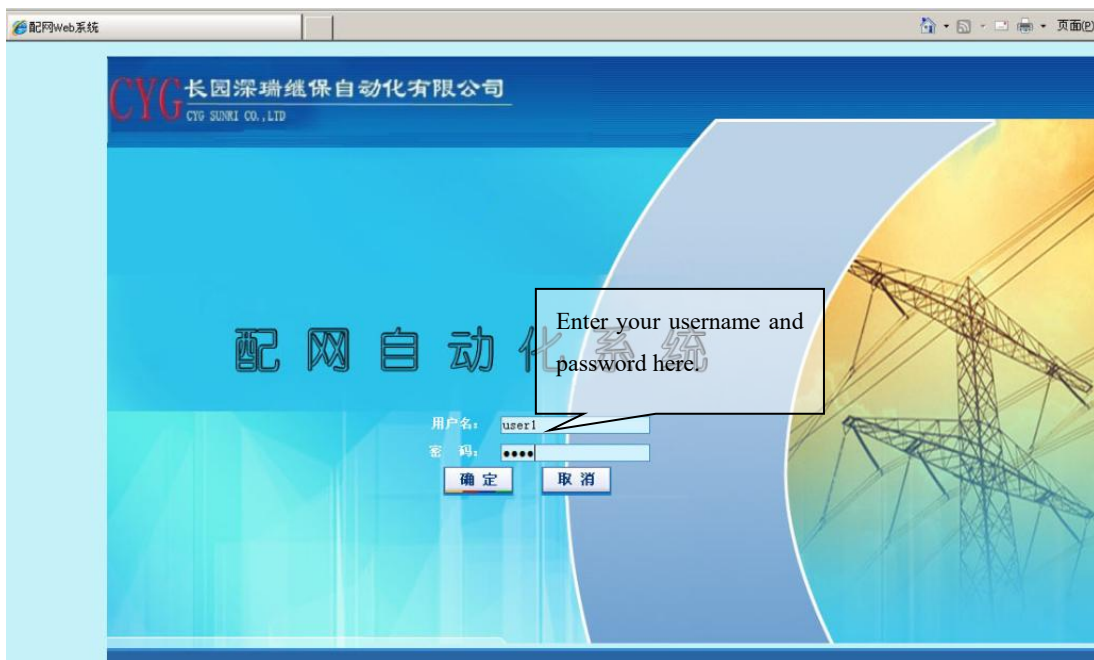 配网Web系统
页面(P)
CYG 长园深瑞继保自动化有限公司
CYG SUNRI CO.,LTD
配网自动化系统
Enter your username and
password here.
用户名: user1
密 码: ●●●●
确 定 取 消